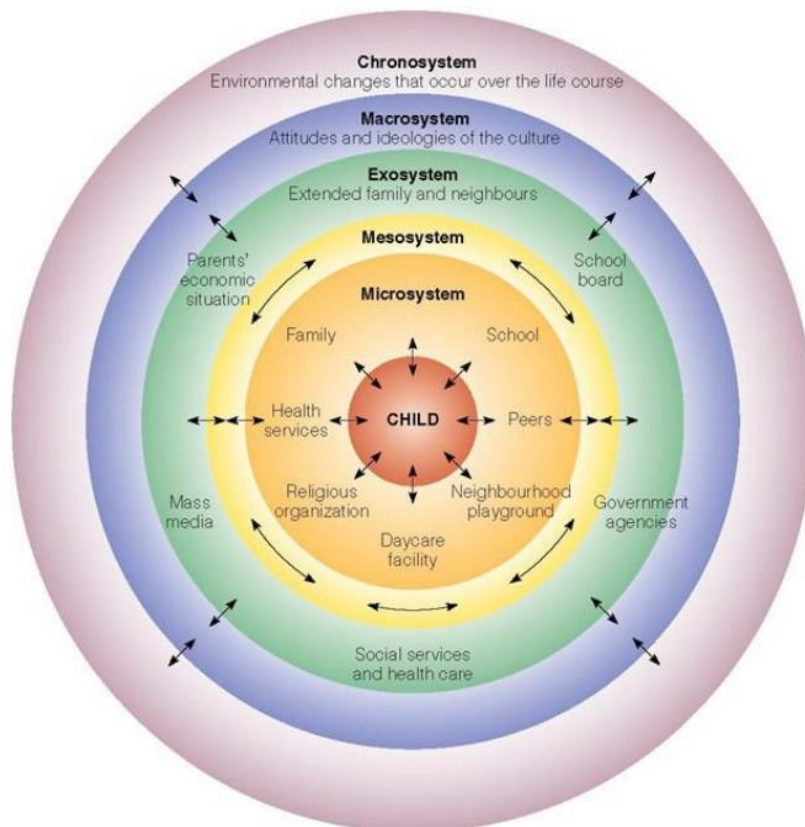 Chronosystem
Environmental changes that occur over the life course
Macrosystem
Attitudes and ideologies of the culture
Exosystem
Extended family and neighbours
Mesosystem
Parents'
economic
situation
School
board
Microsystem
Family
School
Health
services
CHILD
Peers
Religious
organization
Neighbourhood
playground
Daycare
facility
Mass
media
Government
agencies
Social services
and health care